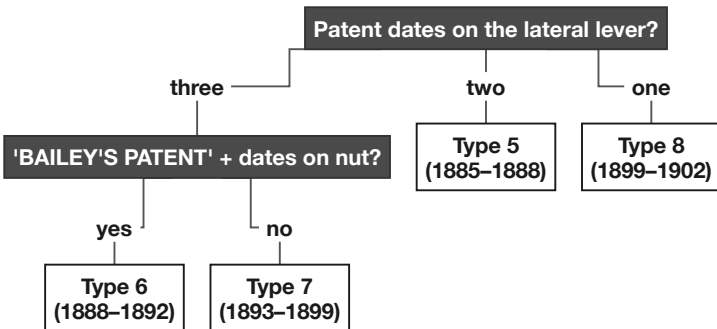 Patent dates on the lateral lever?
three
two
one
'BAILEY'S PATENT' + dates on nut?
Type 5
(1885–1888)
Type 8
(1899–1902)
yes
no
Type 6
(1888–1892)
Type 7
(1893–1899)